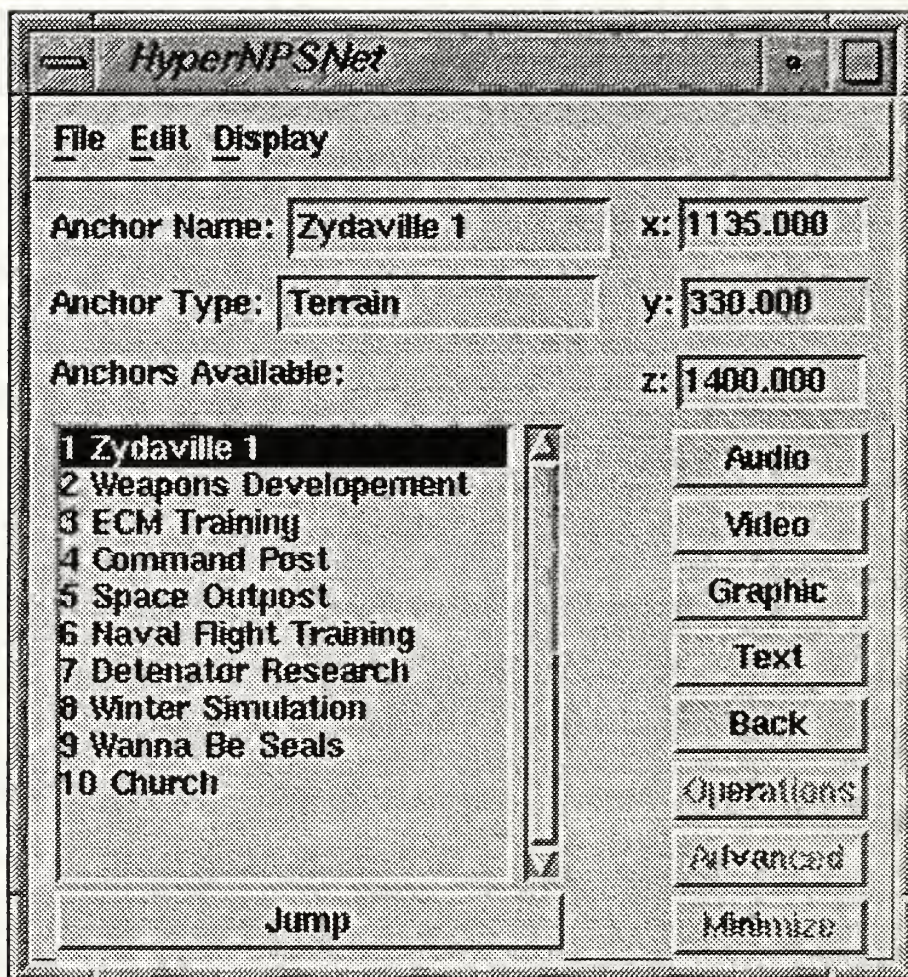 HyperNPSNet
File Edit Display
Anchor Name: Zydaville 1 x: 1135.000
Anchor Type: Terrain y: 330.000
Anchors Available: z: 1400.000
1 Zydaville 1
2 Weapons Developement
3 ECM Training
4 Command Post
5 Space Outpost
6 Naval Flight Training
7 Detenator Research
8 Winter Simulation
9 Wanna Be Seals
10 Church
Jump
Audio
Video
Graphic
Text
Back
Operations
Advanced
Minimize